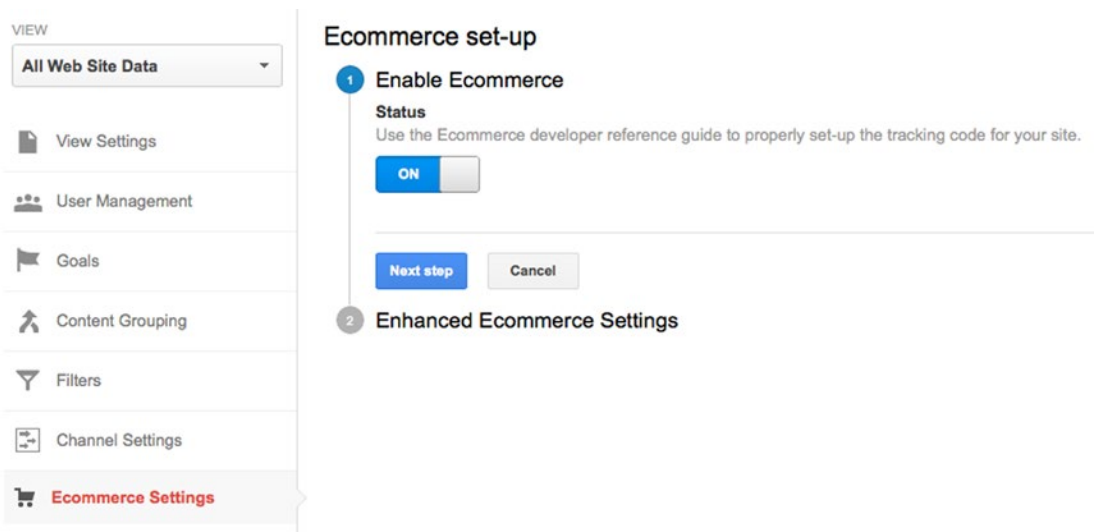 VIEW
All Web Site Data
View Settings
User Management
Goals
Content Grouping
Filters
Channel Settings
Ecommerce Settings
Ecommerce set-up
1 Enable Ecommerce
Status
Use the Ecommerce developer reference guide to properly set-up the tracking code for your site.
ON
Next step Cancel
2 Enhanced Ecommerce Settings